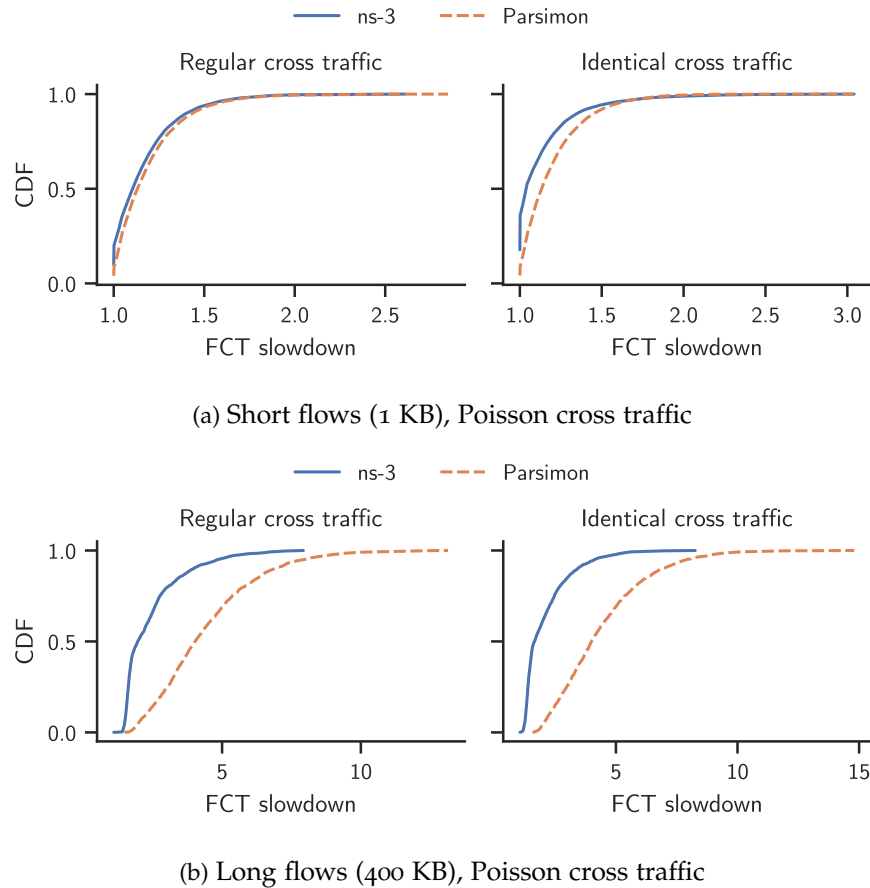 ns-3 Parsimon
Regular cross traffic Identical cross traffic
CDF
1.0
0.5
0.0
1.0 1.5 2.0 2.5
1.0 1.5 2.0 2.5 3.0
FCT slowdown FCT slowdown
(a) Short flows (1 KB), Poisson cross traffic
ns-3 Parsimon
Regular cross traffic Identical cross traffic
CDF
1.0
0.5
0.0
5 10
5 10 15
FCT slowdown FCT slowdown
(b) Long flows (400 KB), Poisson cross traffic